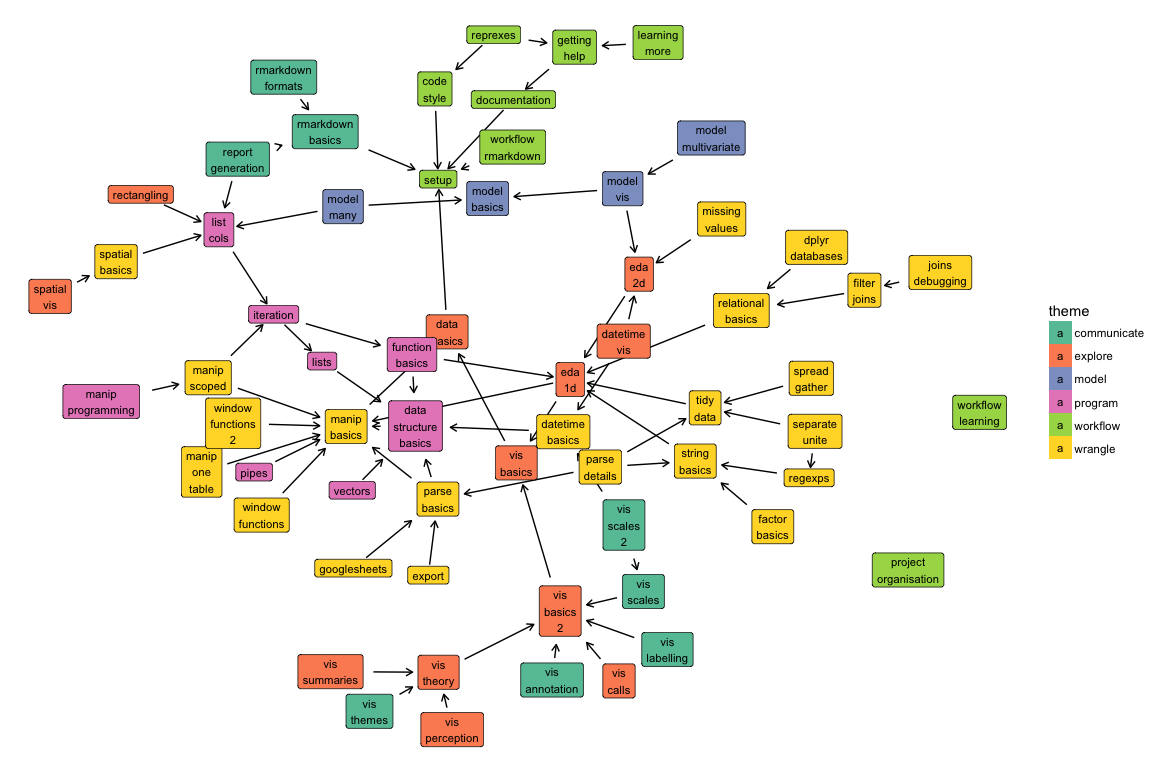 reprexes
getting
help
learning
more
rmarkdown
formats
code
style
documentation
rmarkdown
basics
workflow
rmarkdown
model
multivariate
report
generation
setup
rectangling
model
many
model
basics
model
vis
list
cols
missing
values
spatial
basics
dplyr
databases
eda
2d
joins
debugging
filter
joins
spatial
vis
relational
basics
iteration
data
basics
datetime
vis
function
basics
lists
manip
scoped
eda
1d
spread
gather
manip
programming
tidy
data
window
functions
2
manip
basics
data
structure
basics
datetime
basics
separate
unite
workflow
learning
manip
one
table
pipes
vis
basics
parse
details
string
basics
regexps
vectors
parse
basics
window
functions
vis
scales
2
factor
basics
googlesheets
export
project
organisation
vis
scales
vis
basics
2
vis
labelling
vis
summaries
vis
theory
vis
annotation
vis
calls
vis
themes
vis
perception
theme
a communicate
a explore
a model
a program
a workflow
a wrangle